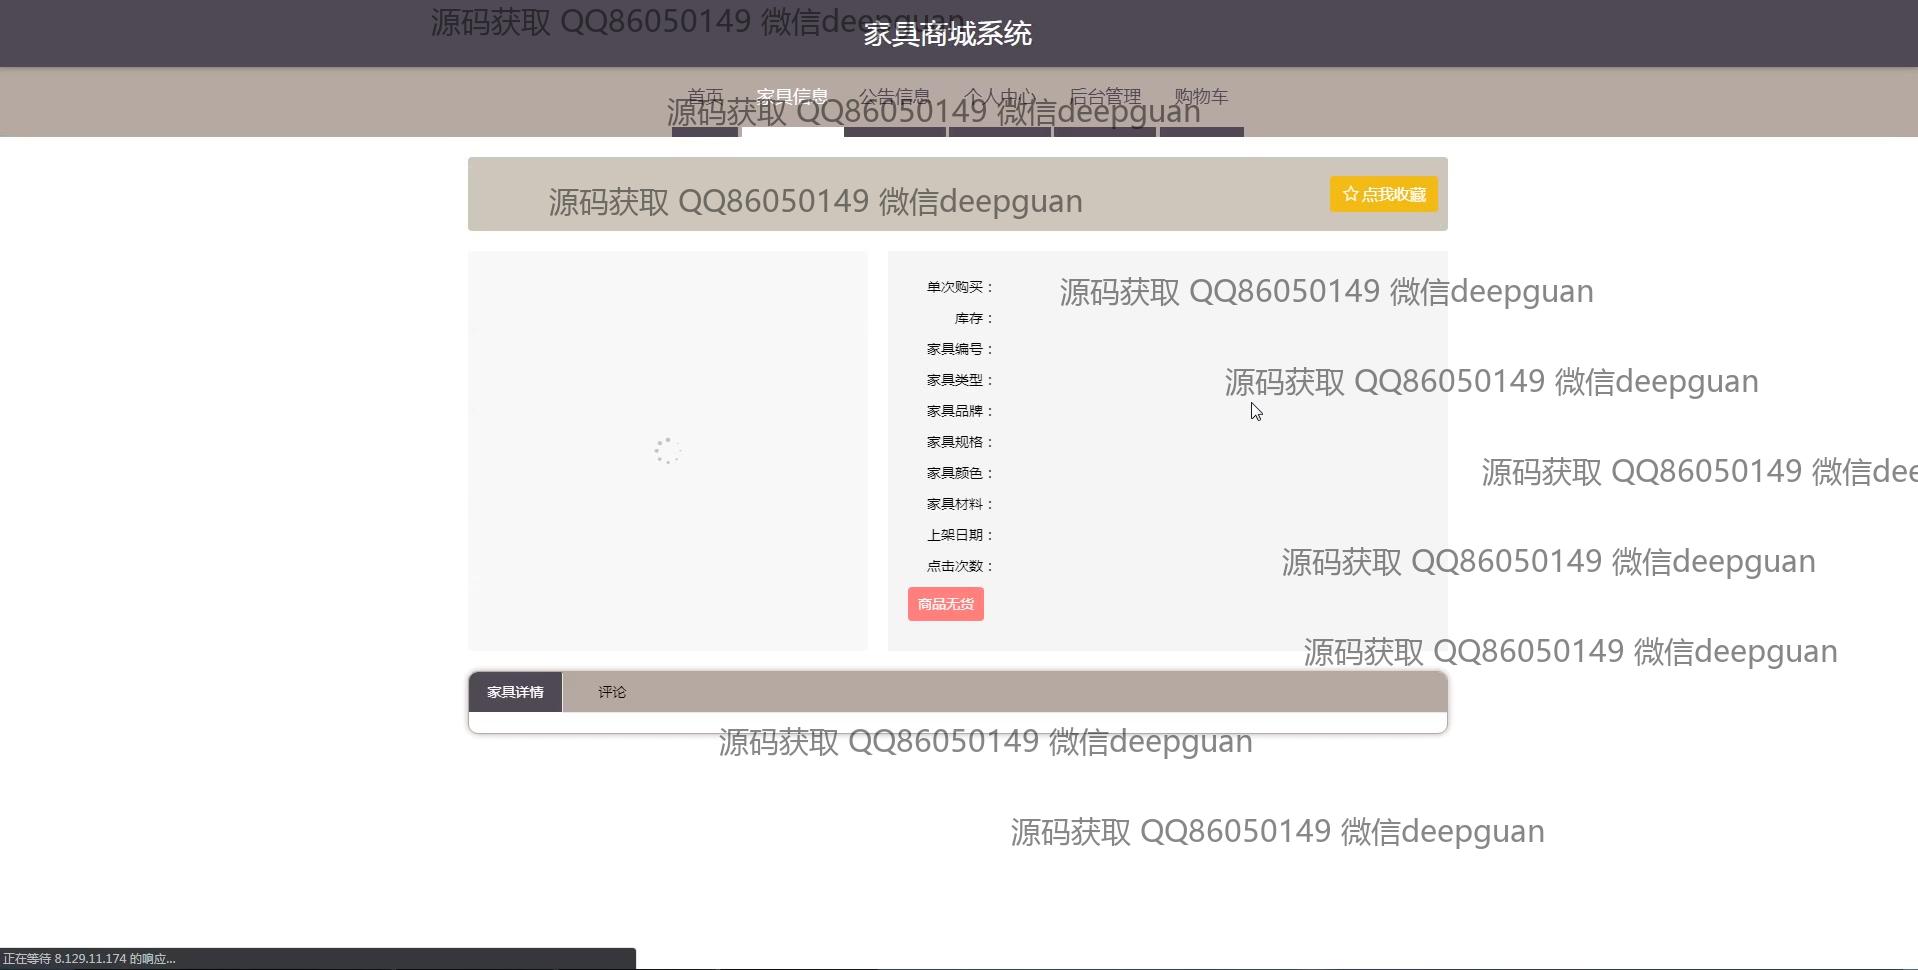 源码获取 QQ86050149 微信deepguan
家具商城系统
首页 家具信息 公告信息 个人中心 后台管理 购物车
源码获取 QQ86050149 微信deepguan
源码获取 QQ86050149 微信deepguan
点我收藏
单次购买：
源码获取 QQ86050149 微信deepguan
库存：
家具编号：
家具类型：
源码获取 QQ86050149 微信deepguan
家具品牌：
家具规格：
家具颜色：
源码获取 QQ86050149 微信dee
家具材料：
上架日期：
点击次数：
源码获取 QQ86050149 微信deepguan
商品无货
源码获取 QQ86050149 微信deepguan
家具详情 评论
源码获取 QQ86050149 微信deepguan
源码获取 QQ86050149 微信deepguan
正在等待 8.129.11.174 的响应...